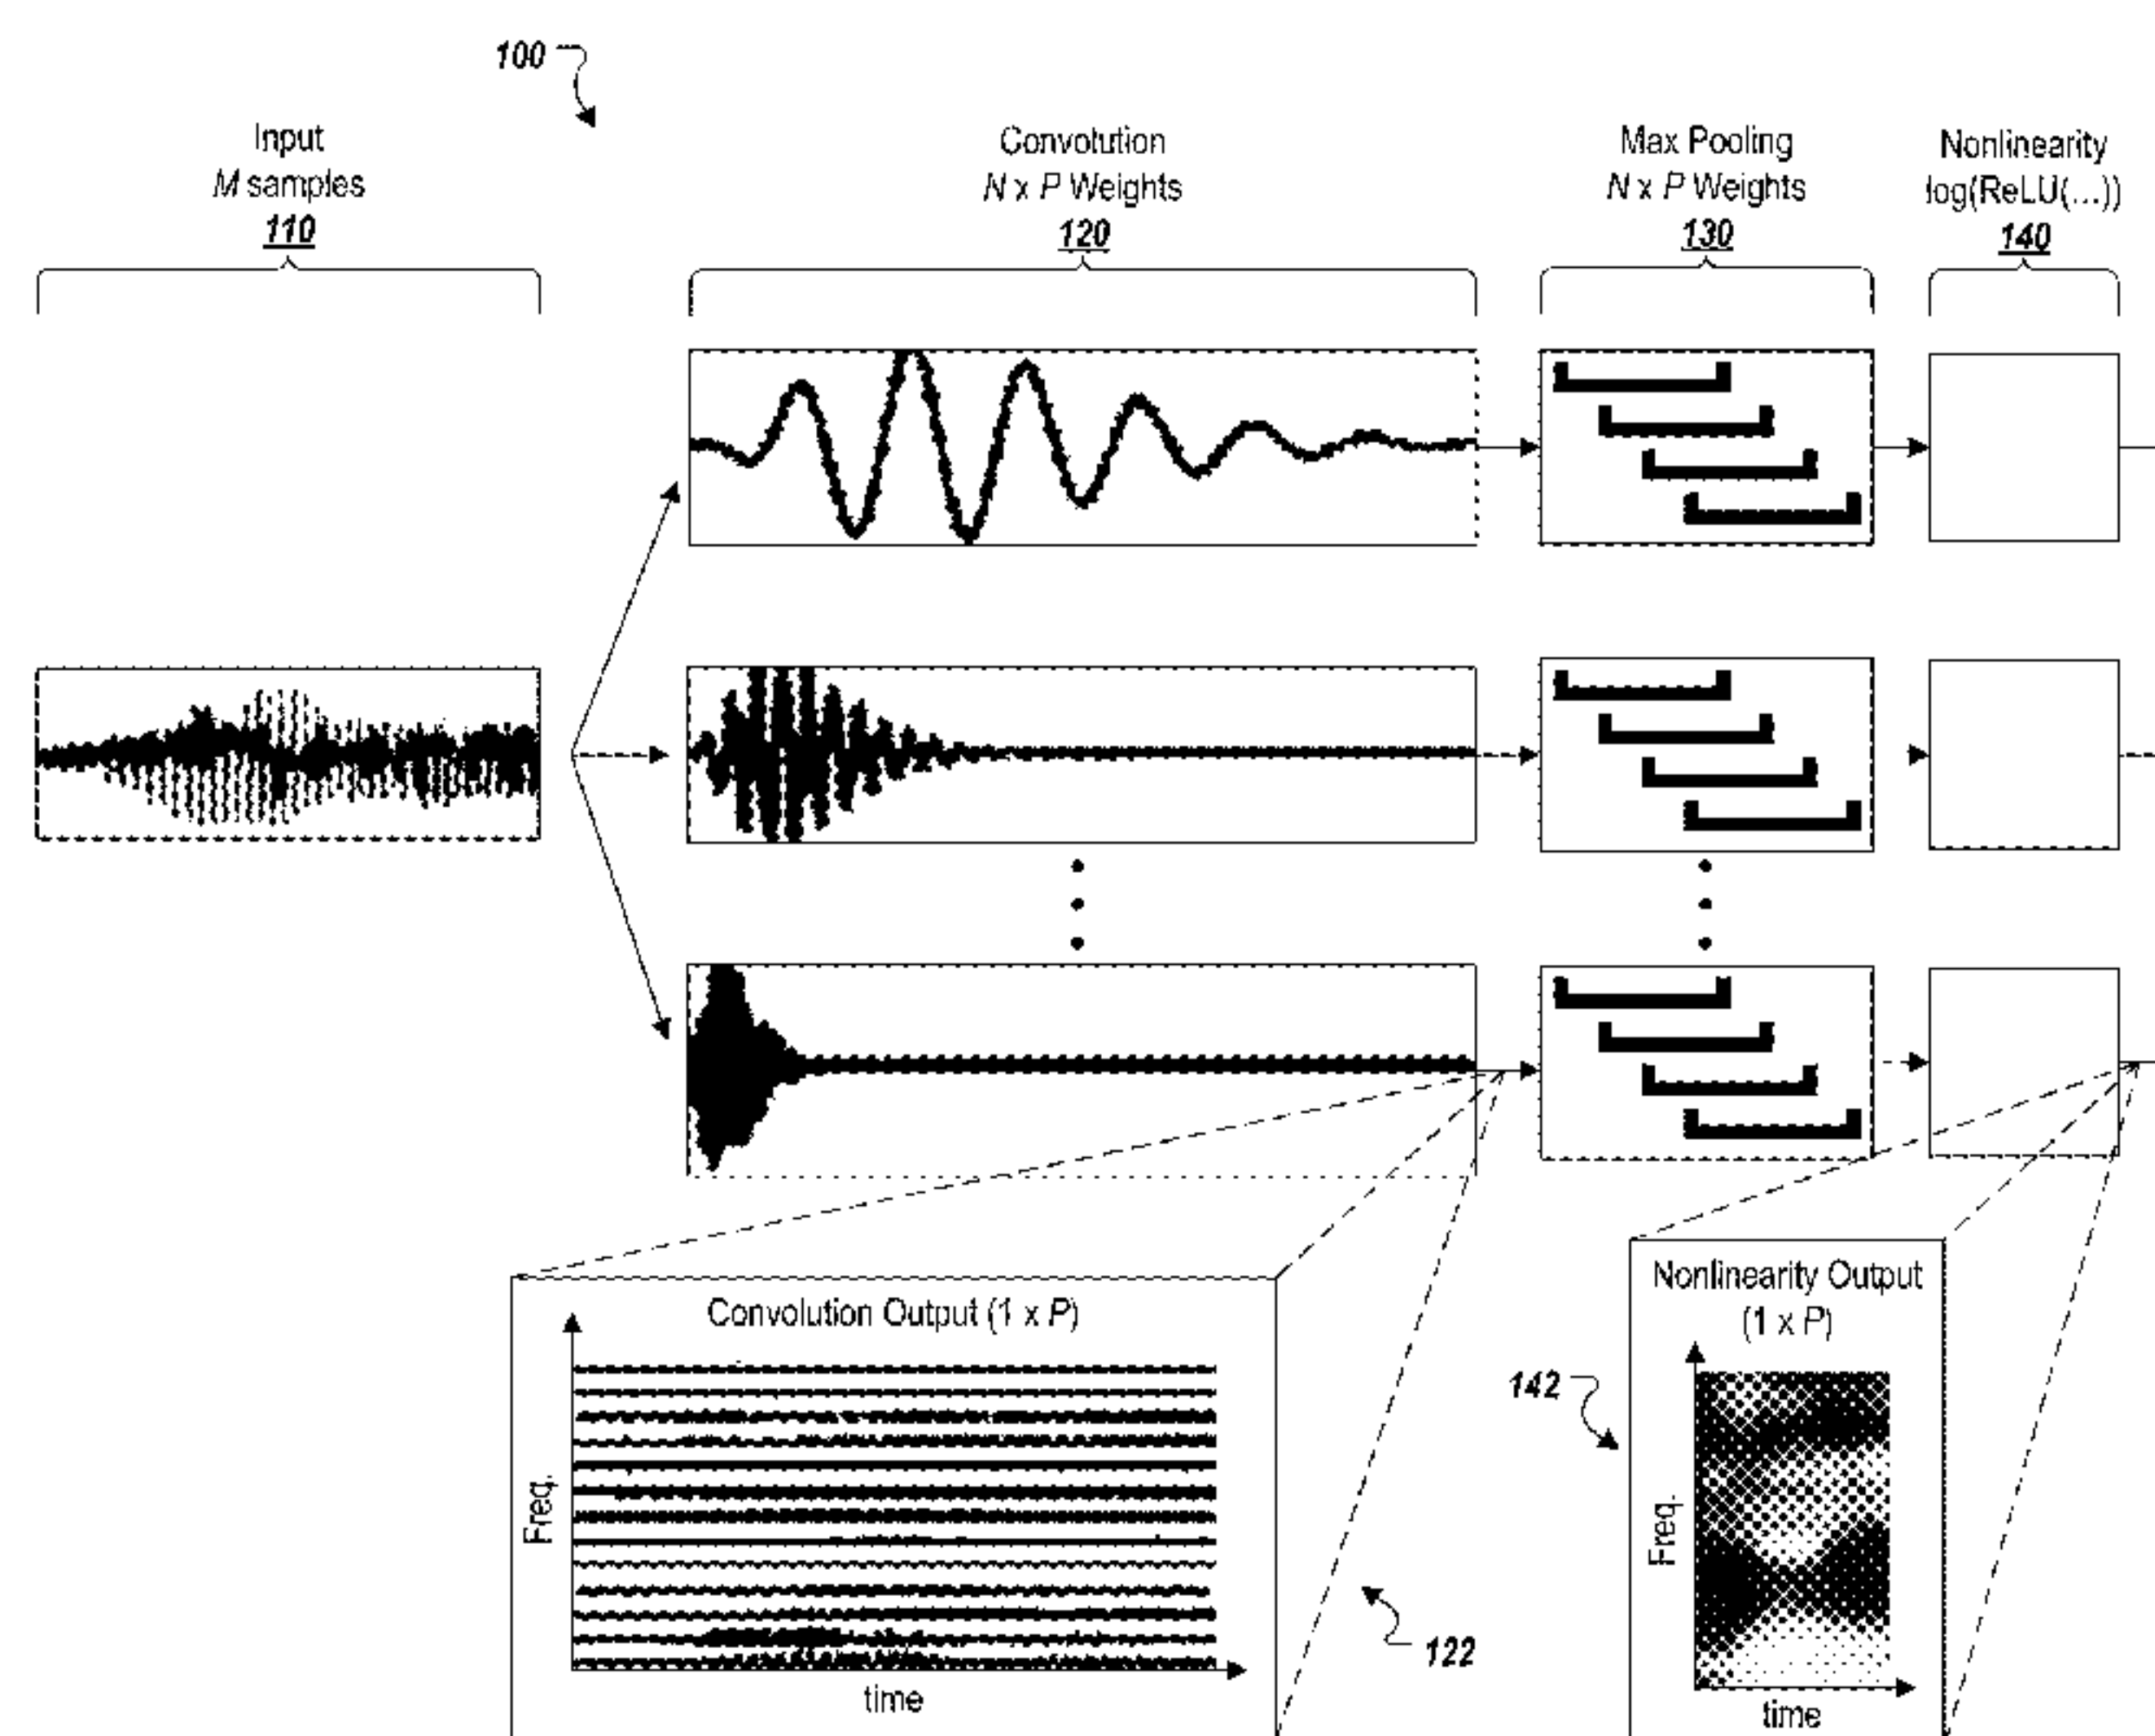 100
Input
M samples
110
Convolution
N x P Weights
120
Max Pooling
N x P Weights
130
Nonlinearity
log(ReLU(...))
140
Convolution Output (1 x P)
Freq.
time
122
Nonlinearity Output
(1 x P)
142
Freq.
time